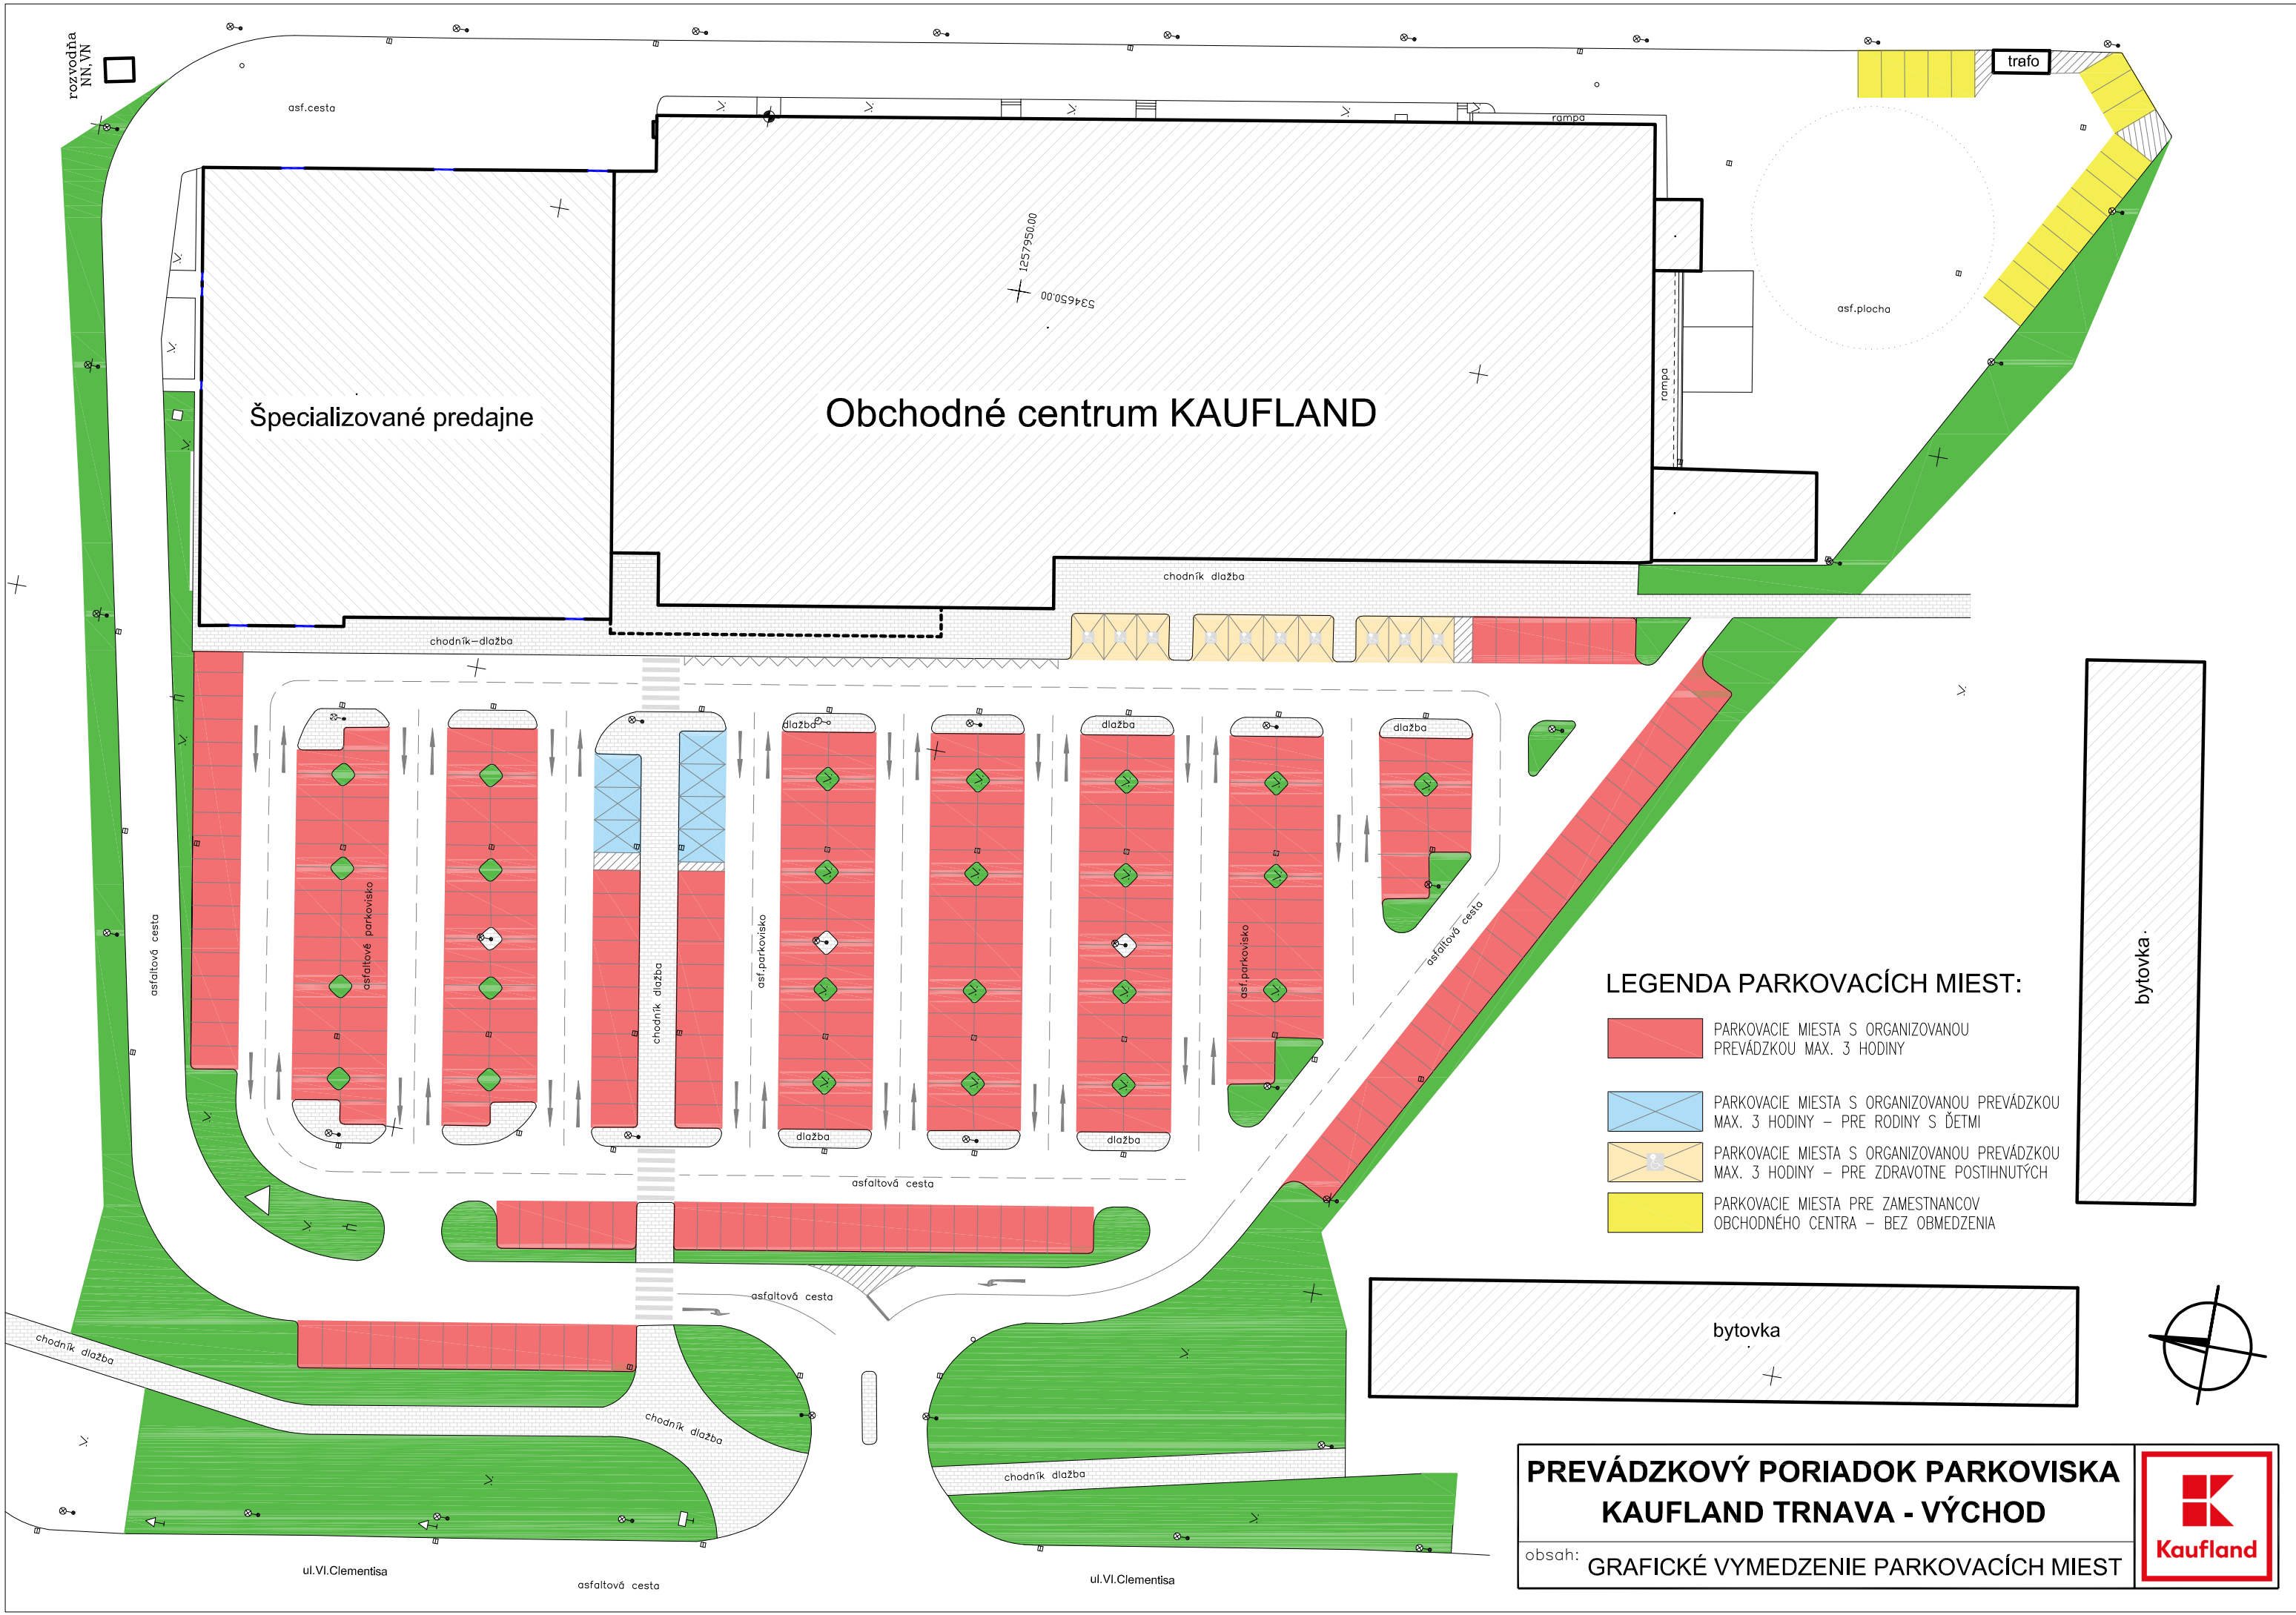 rozvodňa
NN,VN
asf.cesta
trafo
rampa
1257950.00
534650.00
asf.plocha
rampa
Špecializované predajne
Obchodné centrum KAUFLAND
chodník dlažba
chodník-dlažba
dlažba
dlažba
dlažba
asfaltová cesta
asfaltové parkovisko
chodník dlažba
asf.parkovisko
asf.parkovisko
asfaltová cesta
dlažba
dlažba
asfaltová cesta
asfaltová cesta
LEGENDA PARKOVACÍCH MIEST:
PARKOVACIE MIESTA S ORGANIZOVANOU
PREVÁDZKOU MAX. 3 HODINY
PARKOVACIE MIESTA S ORGANIZOVANOU PREVÁDZKOU
MAX. 3 HODINY – PRE RODINY S ĎETMI
PARKOVACIE MIESTA S ORGANIZOVANOU PREVÁDZKOU
MAX. 3 HODINY – PRE ZDRAVOTNE POSTIHNUTÝCH
PARKOVACIE MIESTA PRE ZAMESTNANCOV
OBCHODNÉHO CENTRA – BEZ OBMEDZENIA
bytovka
bytovka
chodník dlažba
chodník dlažba
chodník dlažba
ul.Vl.Clementisa
asfaltová cesta
ul.Vl.Clementisa
PREVÁDZKOVÝ PORIADOK PARKOVISKA
KAUFLAND TRNAVA - VÝCHOD
obsah: GRAFICKÉ VYMEDZENIE PARKOVACÍCH MIEST
Kaufland